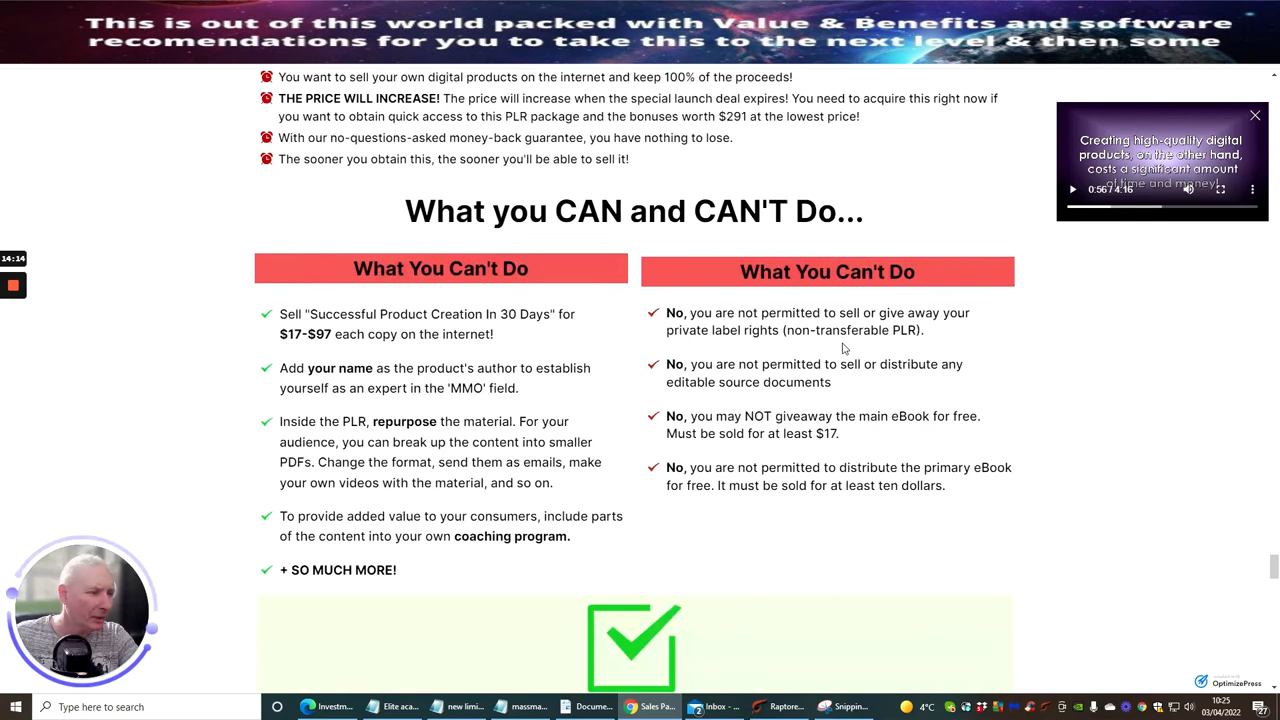 This is out of this world packed with Value & Benefits and software
recomendations for you to take this to the next level & then some
You want to sell your own digital products on the internet and keep 100% of the proceeds!
THE PRICE WILL INCREASE! The price will increase when the special launch deal expires! You need to acquire this right now if
you want to obtain quick access to this PLR package and the bonuses worth $291 at the lowest price!
With our no-questions-asked money-back guarantee, you have nothing to lose.
The sooner you obtain this, the sooner you'll be able to sell it!
Creating high-quality digital
products, on the other hand,
costs a significant amount
of time and money!
0:56 / 4:16
What you CAN and CAN'T Do...
14:14
What You Can't Do
Sell "Successful Product Creation In 30 Days" for
$17-$97 each copy on the internet!
Add your name as the product's author to establish
yourself as an expert in the 'MMO' field.
Inside the PLR, repurpose the material. For your
audience, you can break up the content into smaller
PDFs. Change the format, send them as emails, make
your own videos with the material, and so on.
To provide added value to your consumers, include parts
of the content into your own coaching program.
+ SO MUCH MORE!
What You Can't Do
No, you are not permitted to sell or give away your
private label rights (non-transferable PLR).
No, you are not permitted to sell or distribute any
editable source documents
No, you may NOT giveaway the main eBook for free.
Must be sold for at least $17.
No, you are not permitted to distribute the primary eBook
for free. It must be sold for at least ten dollars.
OptimizePress
Type here to search
Investm...
Elite aca...
new limi...
massma...
Docume...
Sales Pa...
Inbox - ...
Raptore...
Snippin...
4°C
10:25
03/04/2022